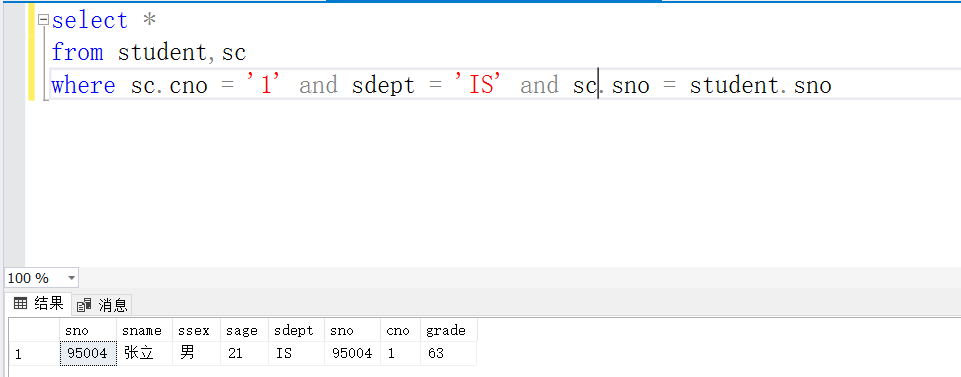 select *
from student,sc
where sc.cno = '1' and sdept = 'IS' and sc.sno = student.sno
100 %
结果 消息
sno sname ssex sage sdept sno cno grade
1 95004 张立 男 21 IS 95004 1 63